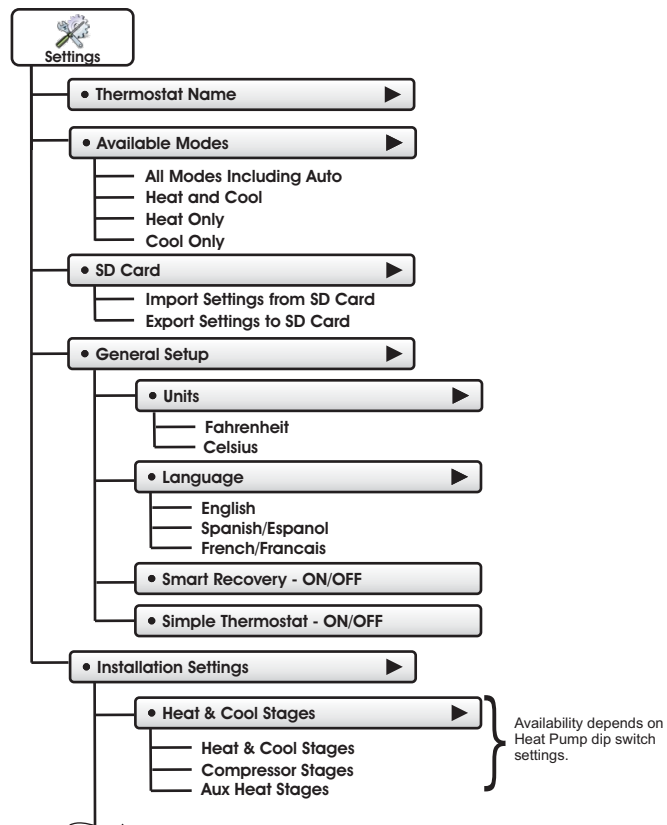 Settings
• Thermostat Name
• Available Modes
All Modes Including Auto
Heat and Cool
Heat Only
Cool Only
• SD Card
Import Settings from SD Card
Export Settings to SD Card
• General Setup
• Units
Fahrenheit
Celsius
• Language
English
Spanish/Espanol
French/Francais
• Smart Recovery - ON/OFF
• Simple Thermostat - ON/OFF
• Installation Settings
• Heat & Cool Stages
Heat & Cool Stages
Compressor Stages
Aux Heat Stages
Availability depends on
Heat Pump dip switch
settings.